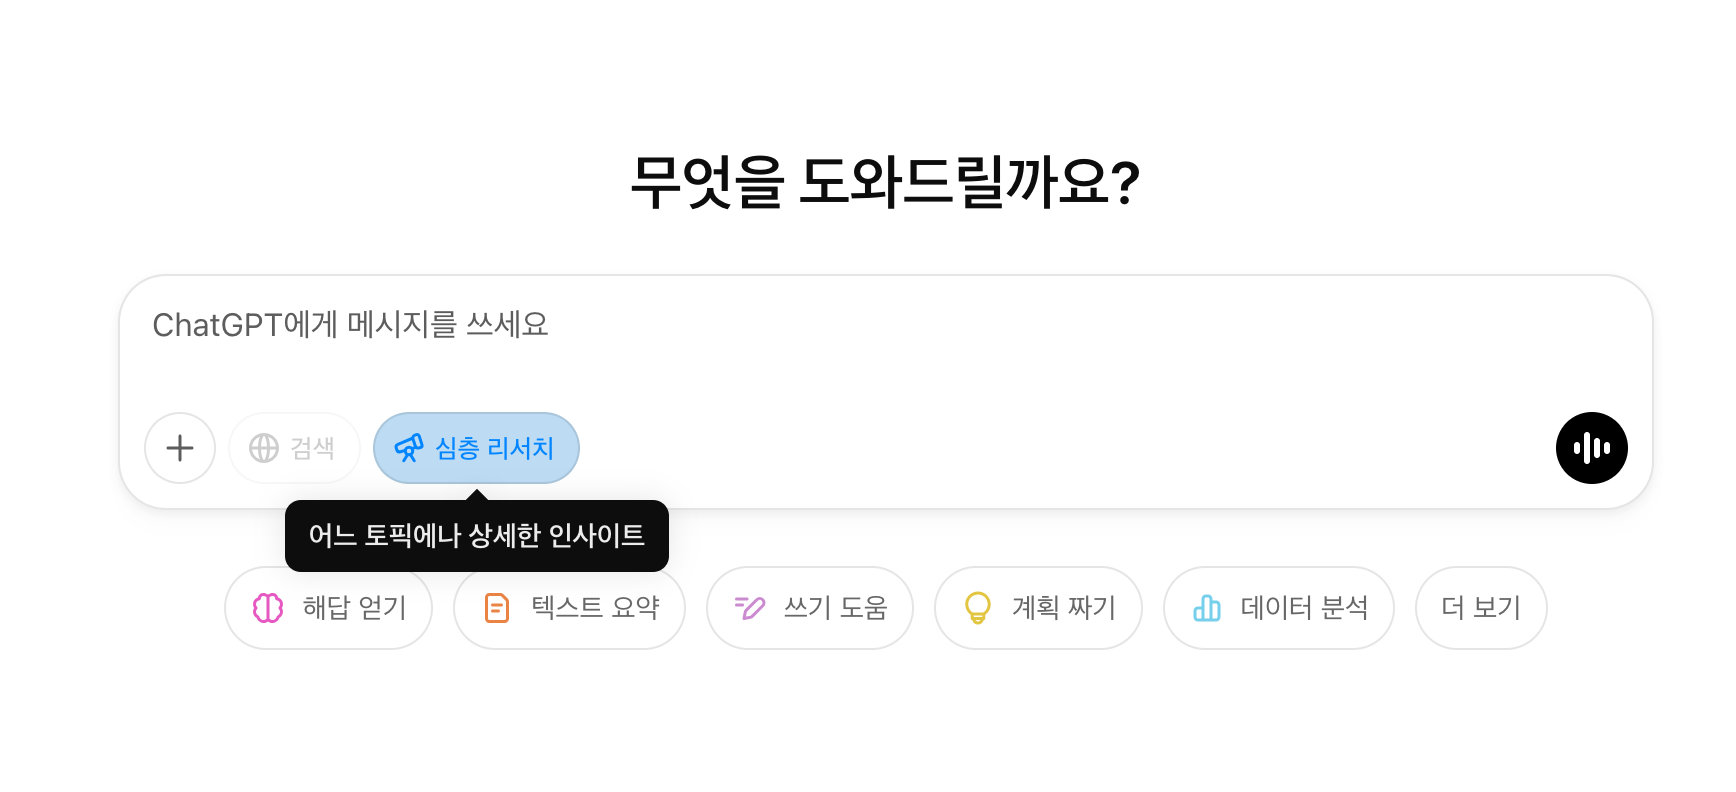 무엇을 도와드릴까요?
ChatGPT에게 메시지를 쓰세요
검색
심층 리서치
어느 토픽에나 상세한 인사이트
해답 얻기
텍스트 요약
쓰기 도움
계획 짜기
데이터 분석
더 보기